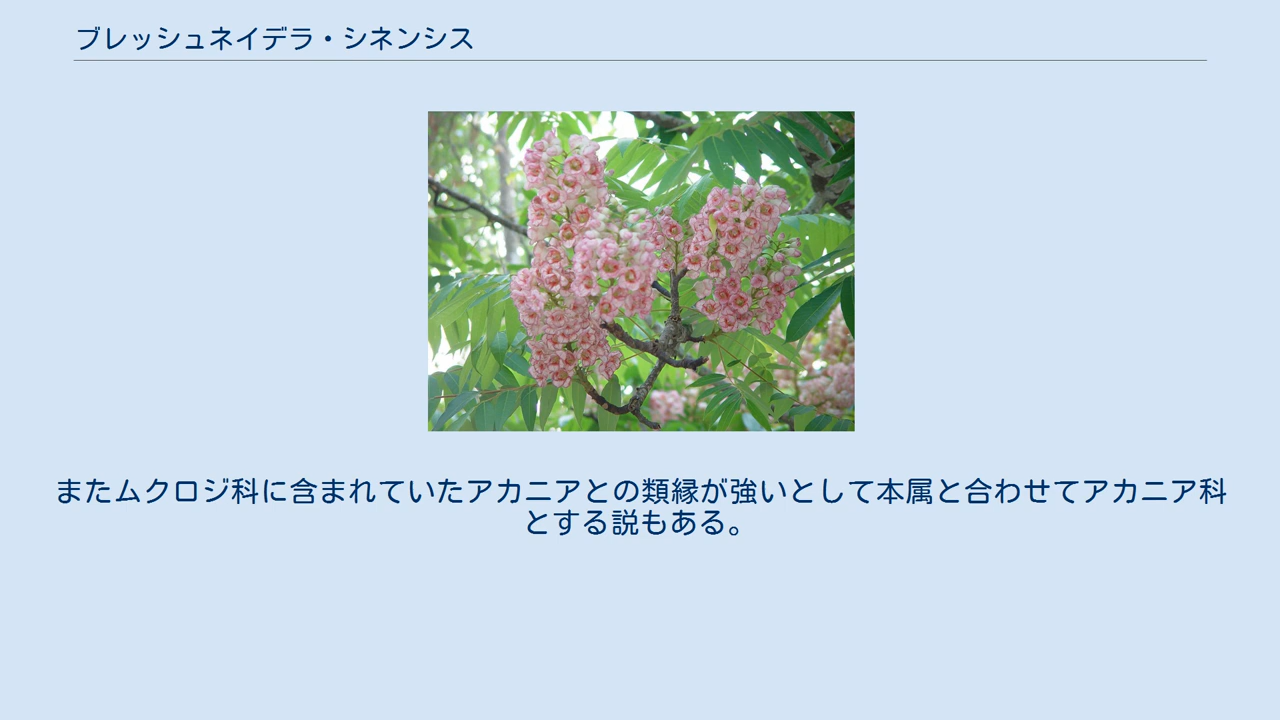 ブレッシュネイデラ・シネンシス
またムクロジ科に含まれていたアカニアとの類縁が強いとして本属と合わせてアカニア科
とする説もある。